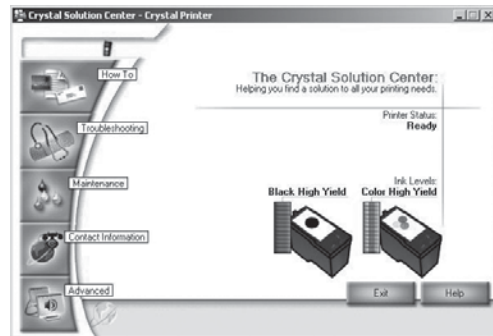 Crystal Solution Center - Crystal Printer
How To
Troubleshooting
Maintenance
Contact Information
Advanced
The Crystal Solution Center:
Helping you find a solution to all your printing needs.
Printer Status:
Ready
Ink Levels:
Black High Yield
Color High Yield
Exit
Help